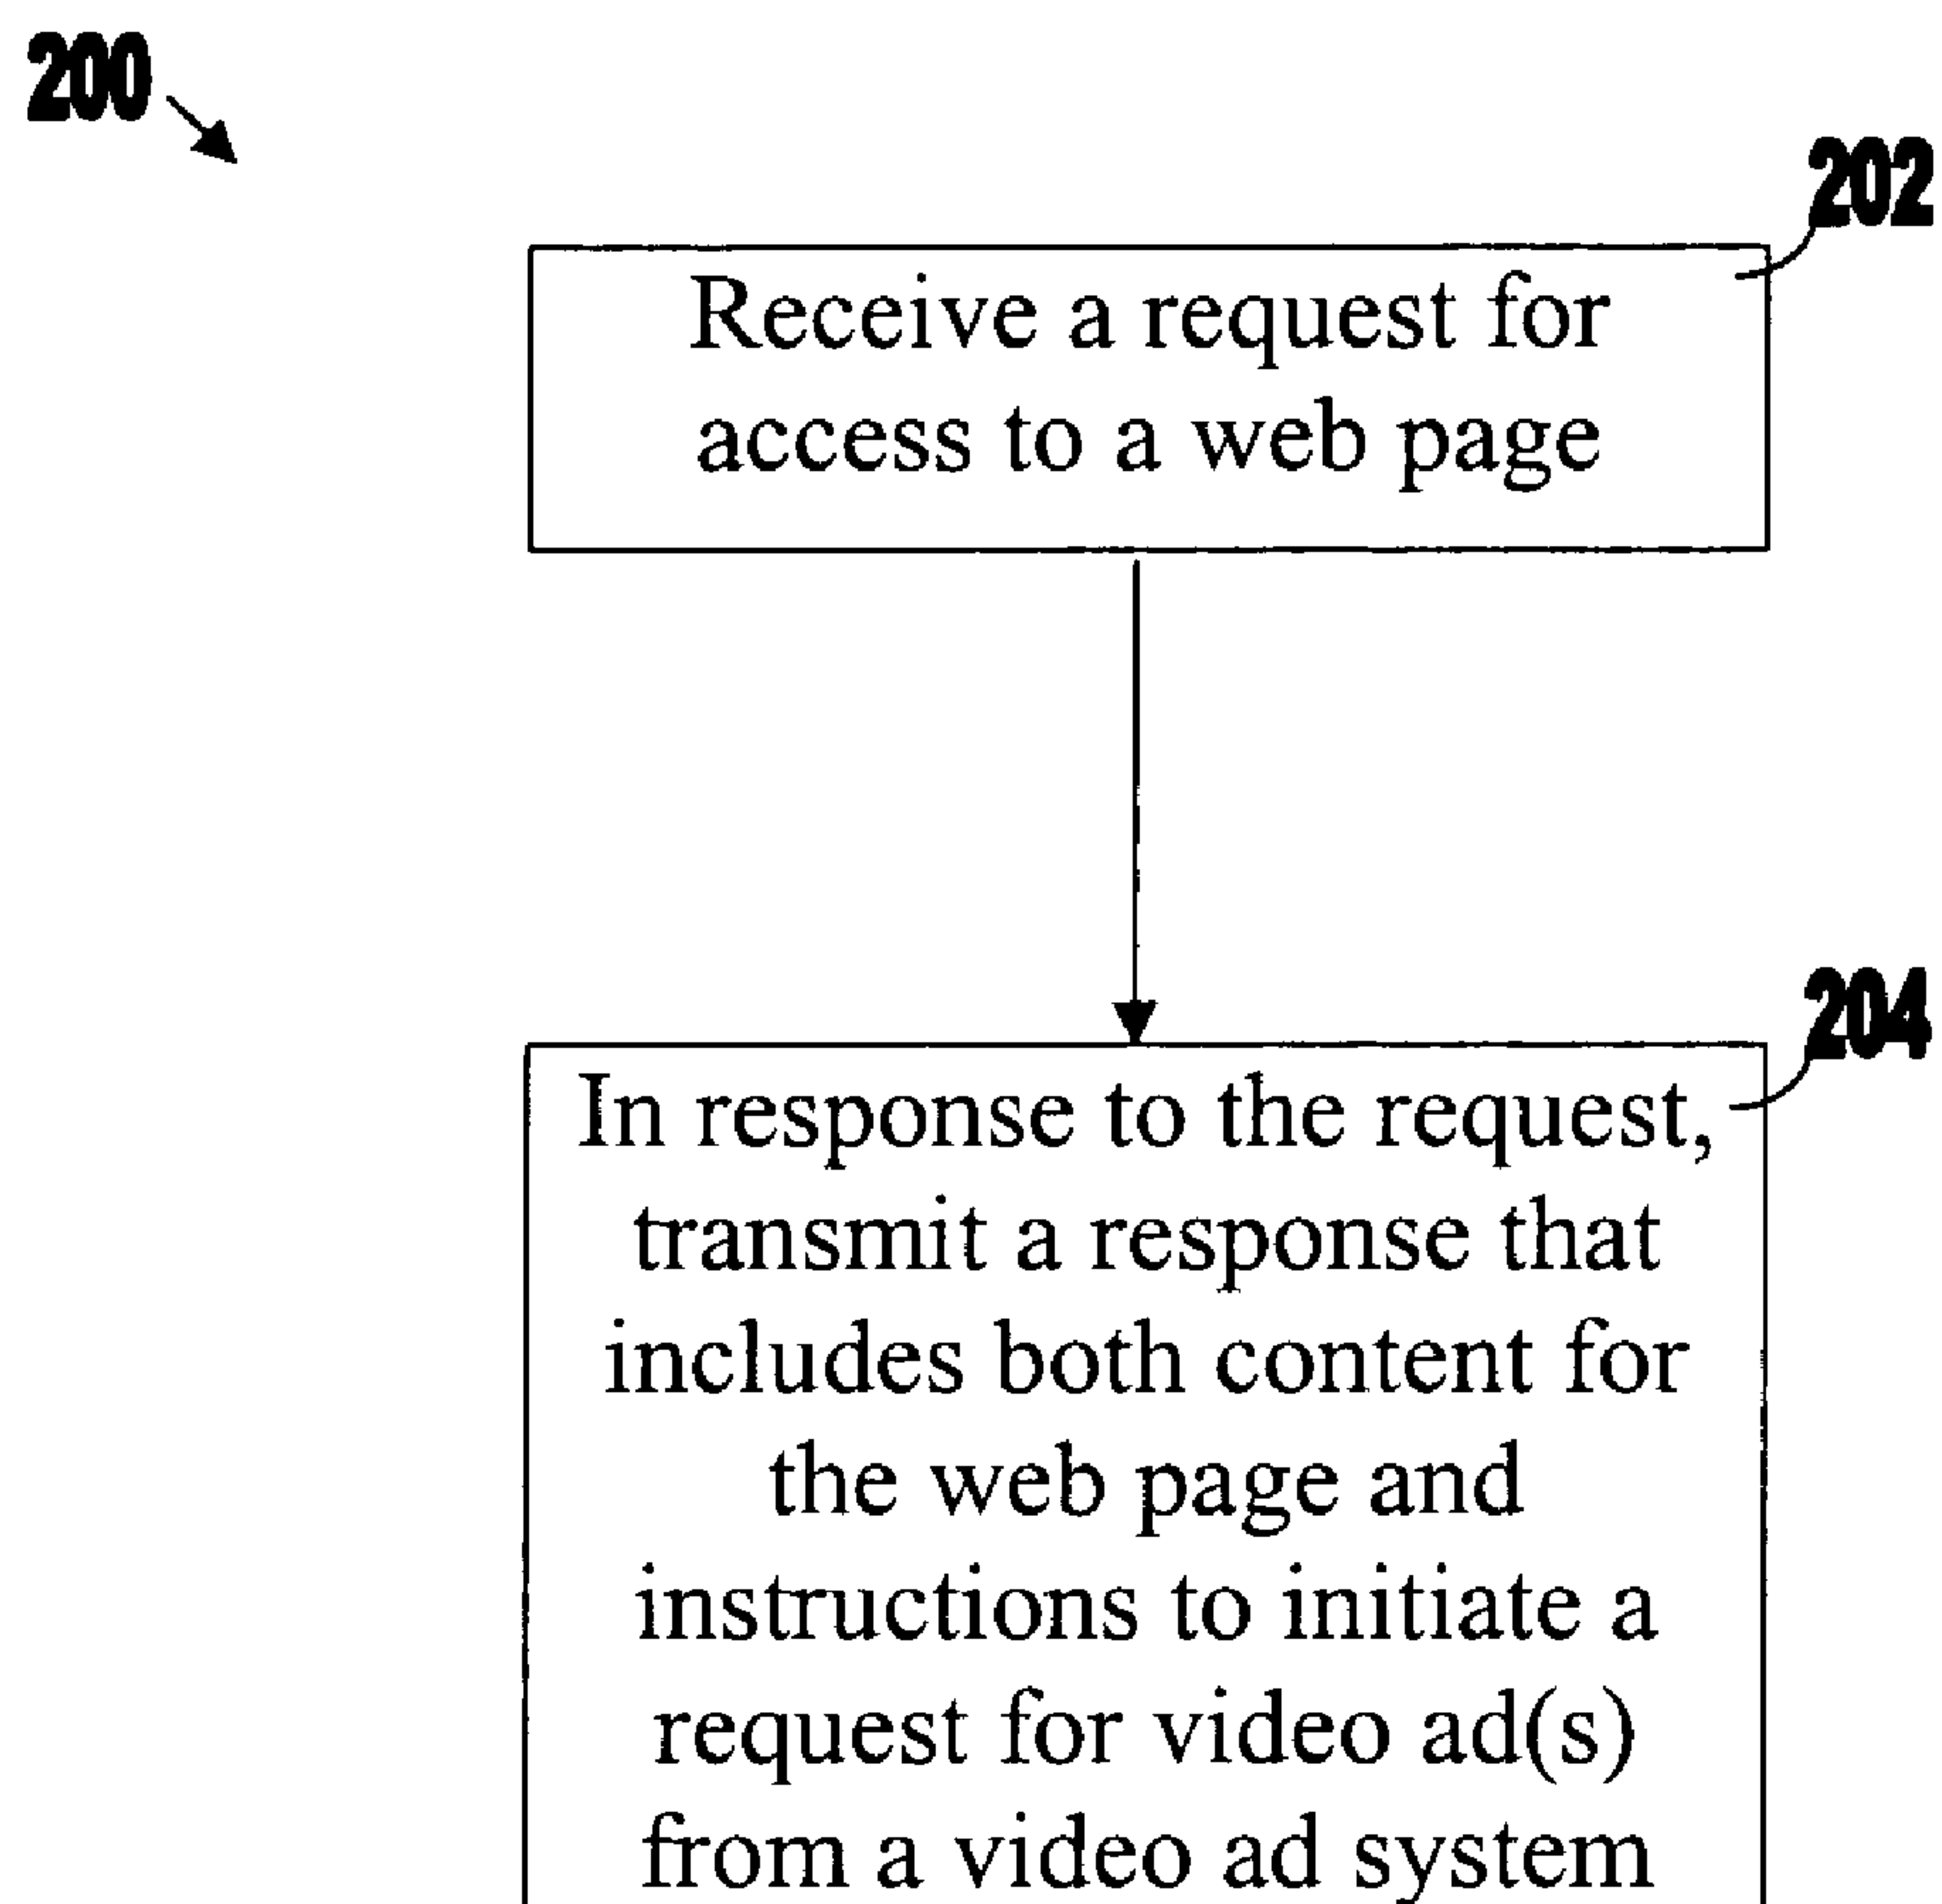 200
202
Receive a request for
access to a web page
204
In response to the request,
transmit a response that
includes both content for
the web page and
instructions to initiate a
request for video ad(s)
from a video ad system